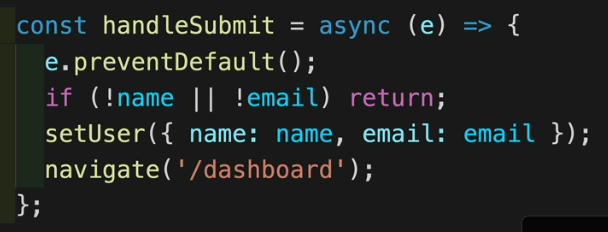 const handleSubmit = async (e) => {
  e.preventDefault();
  if (!name || !email) return;
  setUser({ name: name, email: email });
  navigate('/dashboard');
};